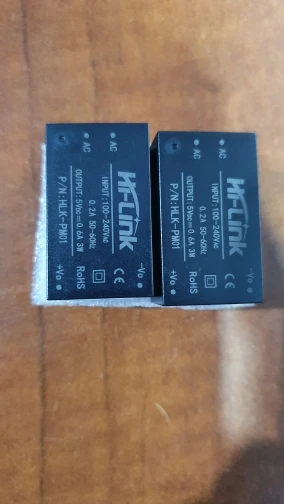 AC
AC
Hi-Link
INPUT:100-240VAC
0.2A 50-60Hz
OUTPUT:5VDC⎓0.6A 3W
P/N:HLK-PM01
-Vo
CE
RoHS
+Vo
AC
AC
Hi-Link
INPUT:100-240VAC
0.2A 50-60Hz
OUTPUT:5VDC⎓0.6A 3W
P/N:HLK-PM01
-Vo
CE
RoHS
+Vo